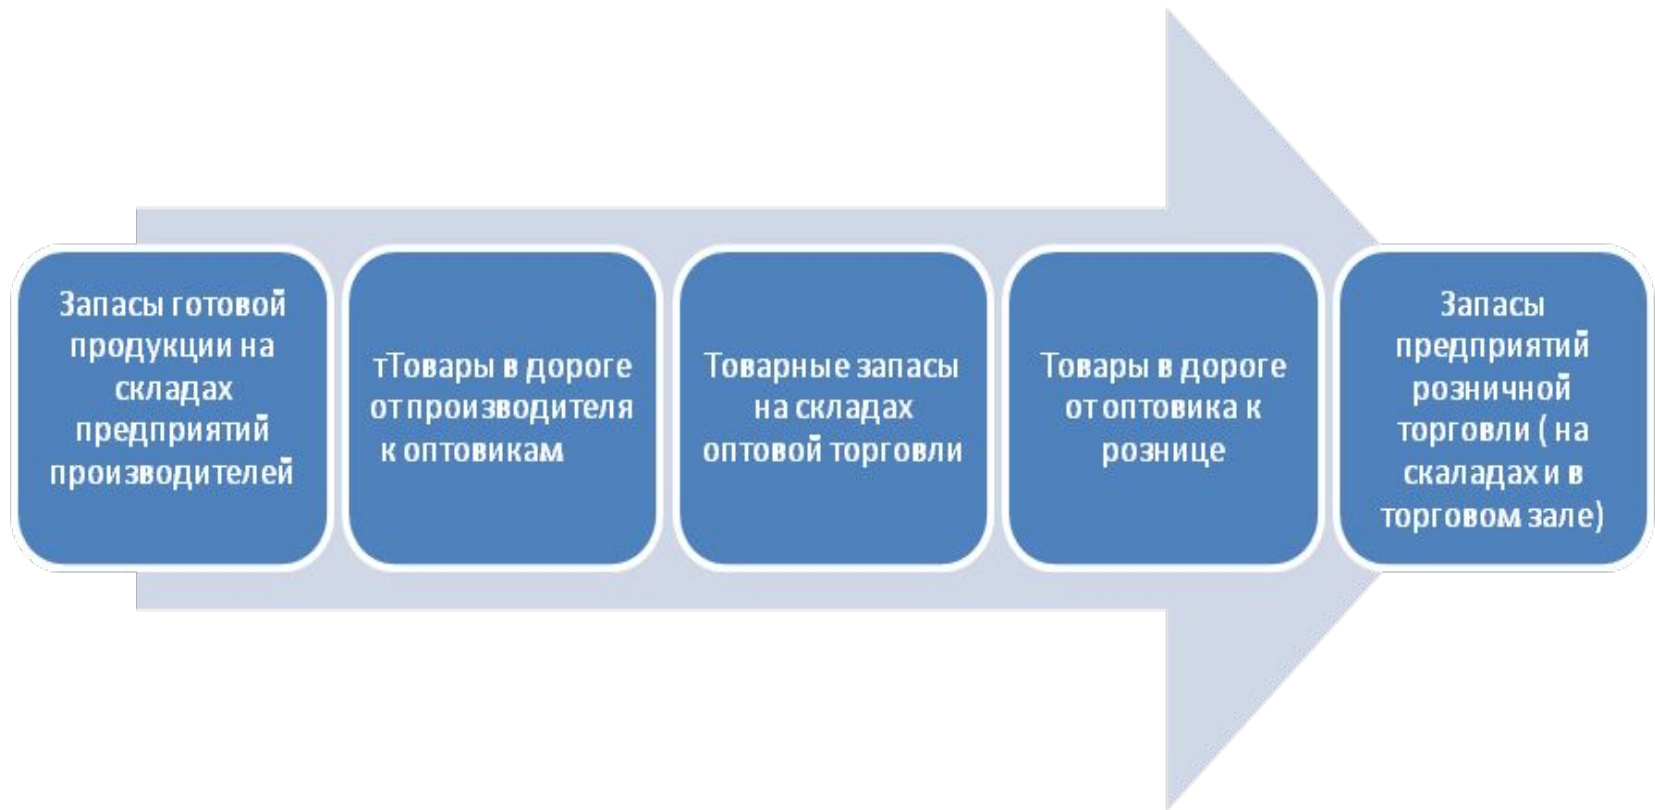 Запасы готовой
продукции на
складах
предприятий
производителей
тТовары в дороге
от производителя
к оптовикам
Товарные запасы
на складах
оптовой торговли
Товары в дороге
от оптовика к
рознице
Запасы
предприятий
розничной
торговли ( на
скаладах и в
торговом зале)